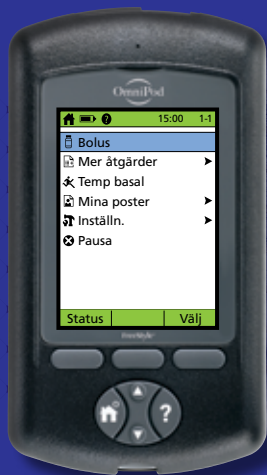 OmniPod
15:00 1-1
Bolus
Mer åtgärder
Temp basal
Mina poster
Inställn.
Pausa
Status Välj
FreeStyle
?